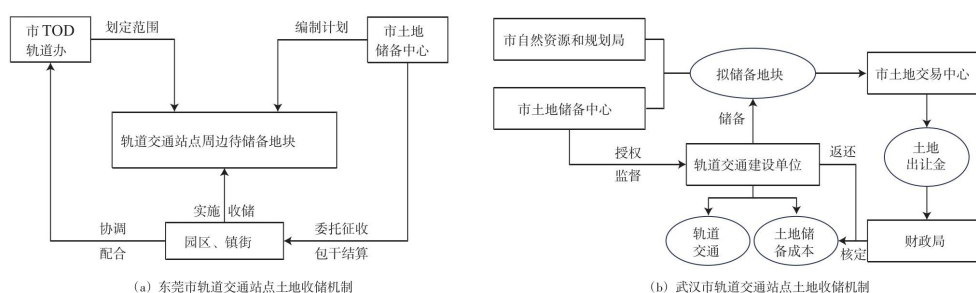 市TOD
轨道办
划定范围
编制计划
市土地
储备中心
轨道交通站点周边待储备地块
实施 收储
协调
配合
园区、镇街
委托征收
包干结算
(a) 东莞市轨道交通站点土地收储机制
市自然资源和规划局
市土地储备中心
拟储备地块
市土地交易中心
储备
授权
监督
轨道交通建设单位
返还
土地
出让金
轨道
交通
土地储
备成本
核定
财政局
(b) 武汉市轨道交通站点土地收储机制